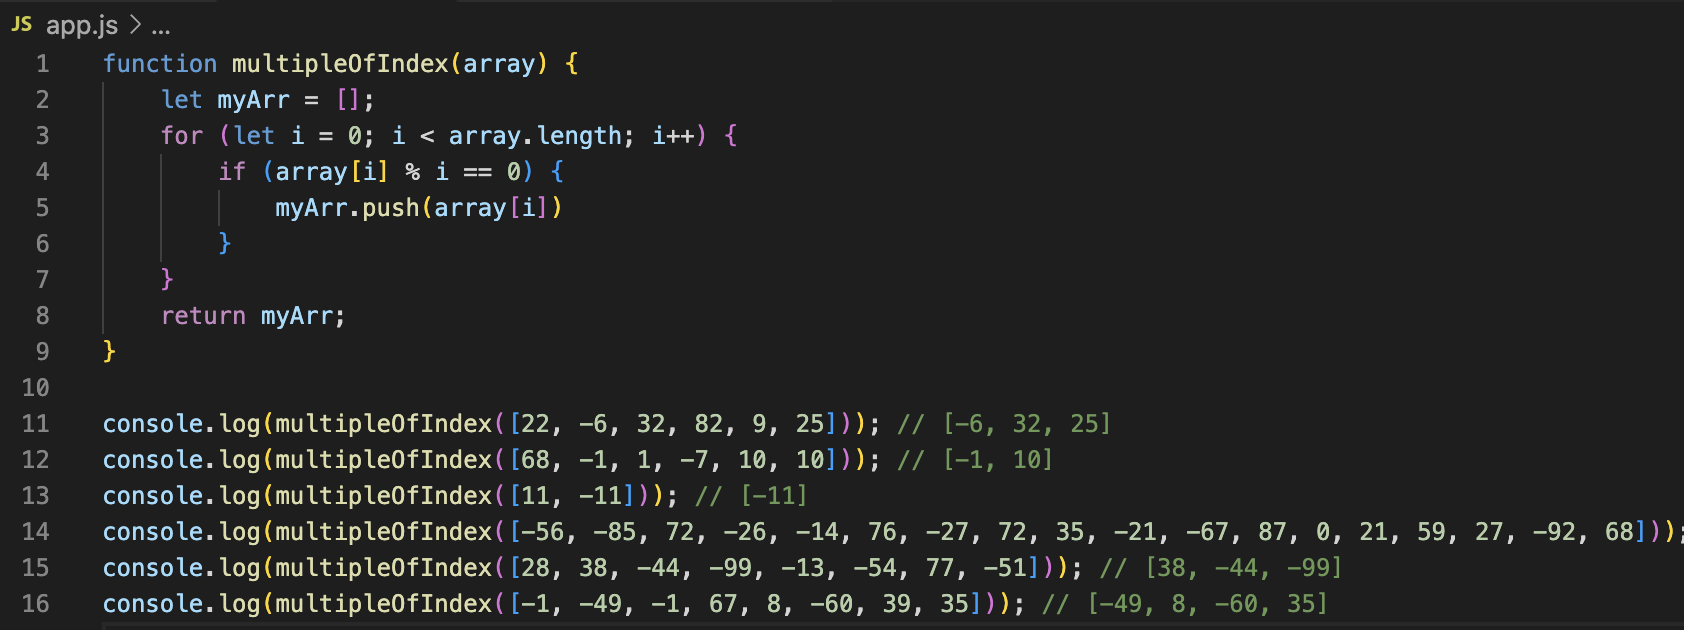 JS app.js > ...
1 function multipleOfIndex(array) {
2     let myArr = [];
3     for (let i = 0; i < array.length; i++) {
4         if (array[i] % i == 0) {
5             myArr.push(array[i])
6         }
7     }
8     return myArr;
9 }
10
11 console.log(multipleOfIndex([22, -6, 32, 82, 9, 25])); // [-6, 32, 25]
12 console.log(multipleOfIndex([68, -1, 1, -7, 10, 10])); // [-1, 10]
13 console.log(multipleOfIndex([11, -11])); // [-11]
14 console.log(multipleOfIndex([-56, -85, 72, -26, -14, 76, -27, 72, 35, -21, -67, 87, 0, 21, 59, 27, -92, 68]));
15 console.log(multipleOfIndex([28, 38, -44, -99, -13, -54, 77, -51])); // [38, -44, -99]
16 console.log(multipleOfIndex([-1, -49, -1, 67, 8, -60, 39, 35])); // [-49, 8, -60, 35]